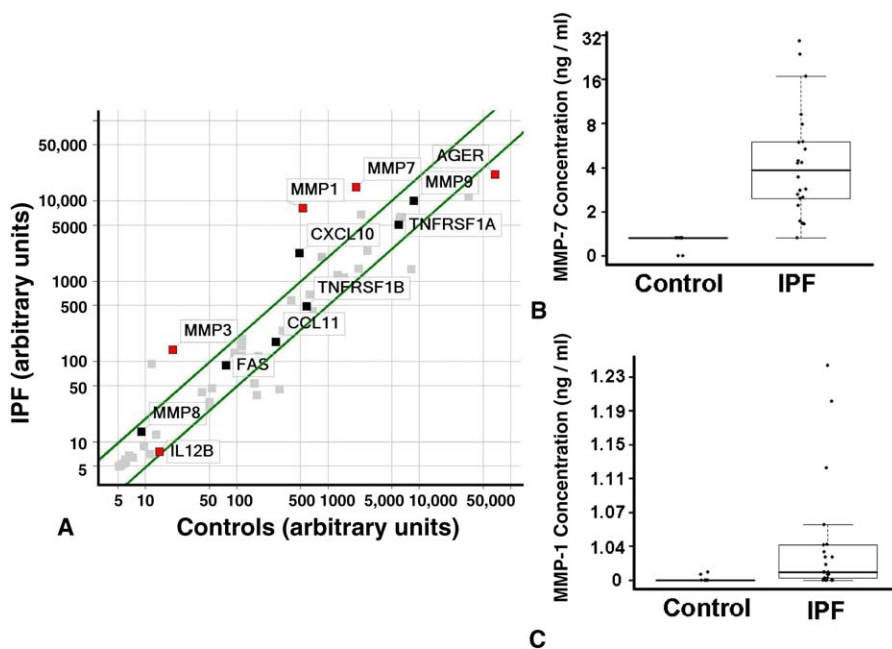 IPF (arbitrary units)
50,000
10,000
5000
1000
500
100
50
10
5
AGER
MMP7
MMP9
MMP1
TNFRSF1A
CXCL10
TNFRSF1B
MMP3
CCL11
FAS
MMP8
IL12B
5
10
50
100
500
1000
5,000
10,000
50,000
A
Controls (arbitrary units)
MMP-7 Concentration (ng / ml)
32
16
8
4
2
0
Control
IPF
B
MMP-1 Concentration (ng / ml)
1.23
1.19
1.15
1.11
1.07
1.04
0
Control
IPF
C